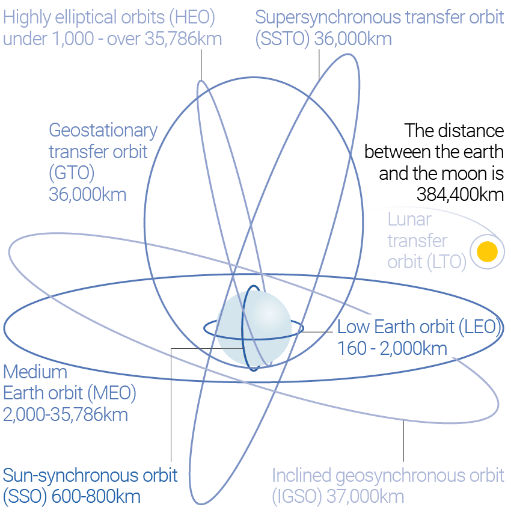 Highly elliptical orbits (HEO)
under 1,000 - over 35,786km
Supersynchronous transfer orbit
(SSTO) 36,000km
Geostationary
transfer orbit
(GTO)
36,000km
The distance
between the earth
and the moon is
384,400km
Lunar
transfer
orbit (LTO)
Low Earth orbit (LEO)
160 - 2,000km
Medium
Earth orbit (MEO)
2,000-35,786km
Sun-synchronous orbit
(SSO) 600-800km
Inclined geosynchronous orbit
(IGSO) 37,000km